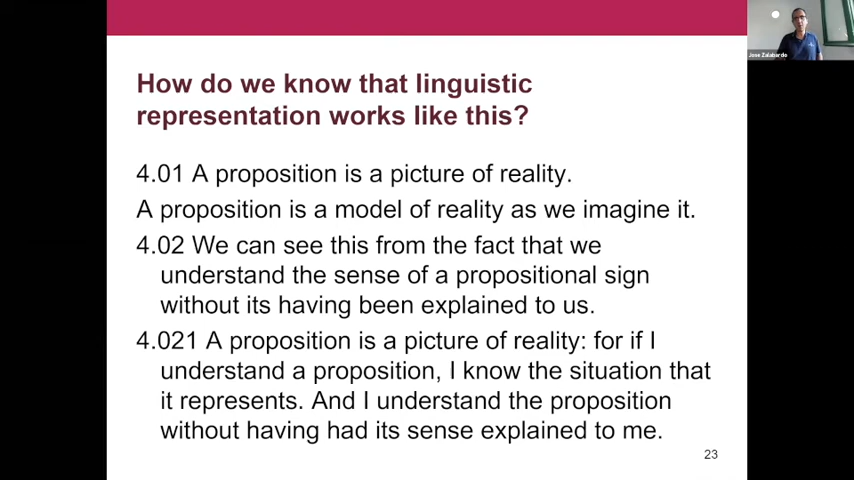 How do we know that linguistic
representation works like this?
4.01 A proposition is a picture of reality.
A proposition is a model of reality as we imagine it.
4.02 We can see this from the fact that we
understand the sense of a propositional sign
without its having been explained to us.
4.021 A proposition is a picture of reality: for if I
understand a proposition, I know the situation that
it represents. And I understand the proposition
without having had its sense explained to me.
23
Jose Zalabardo